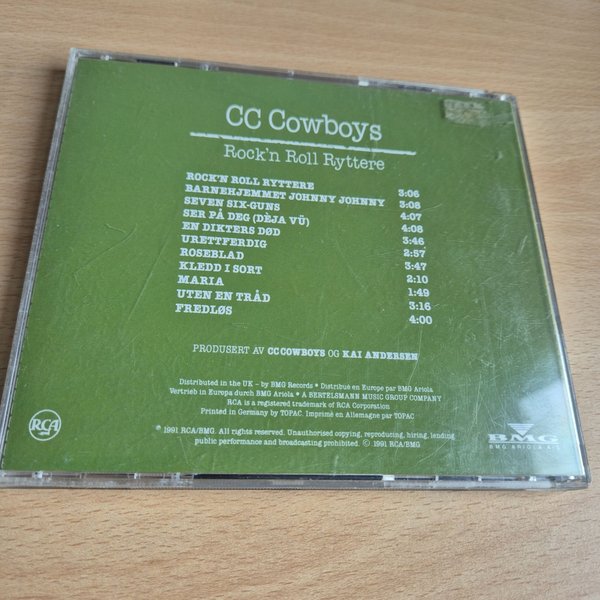 CC Cowboys
Rock'n Roll Ryttere
ROCK'N ROLL RYTTERE 3:06
BARNEHJEMMET JOHNNY JOHNNY 3:08
SEVEN SIX-GUNS 4:07
SER PÅ DEG (DÈJA VÜ) 4:08
EN DIKTERS DØD 3:46
URETTFERDIG 2:57
ROSEBLAD 3:47
KLEDD I SORT 2:10
MARIA 1:49
UTEN EN TRÅD 3:16
FREDLØS 4:00
PRODUSERT AV CC COWBOYS OG KAI ANDERSEN
Distributed in the UK – by BMG Records • Distribué en Europe par BMG Ariola
Vertrieb in Europa durch BMG Ariola • A BERTELSMANN MUSIC GROUP COMPANY
RCA is a registered trademark of RCA Corporation
Printed in Germany by TOPAC. Imprimé en Allemagne par TOPAC
℗ 1991 RCA/BMG. All rights reserved. Unauthorised copying, reproducing, hiring, lending
public performance and broadcasting prohibited. © 1991 RCA/BMG
RCA
BMG
BMG ARIOLA A/S